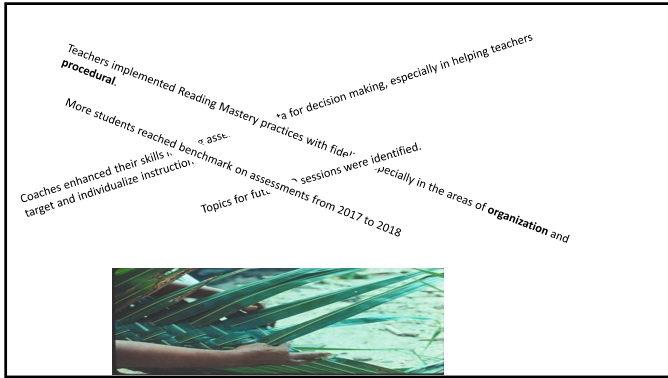 Teachers implemented Reading Mastery practices with in the areas of organization and
procedural.
More students reached benchmark on assessments from 2017 to 2018
Coaches enhanced their skills for decision making, especially in helping teachers
target and individualize instruction
Topics for sessions were identified.